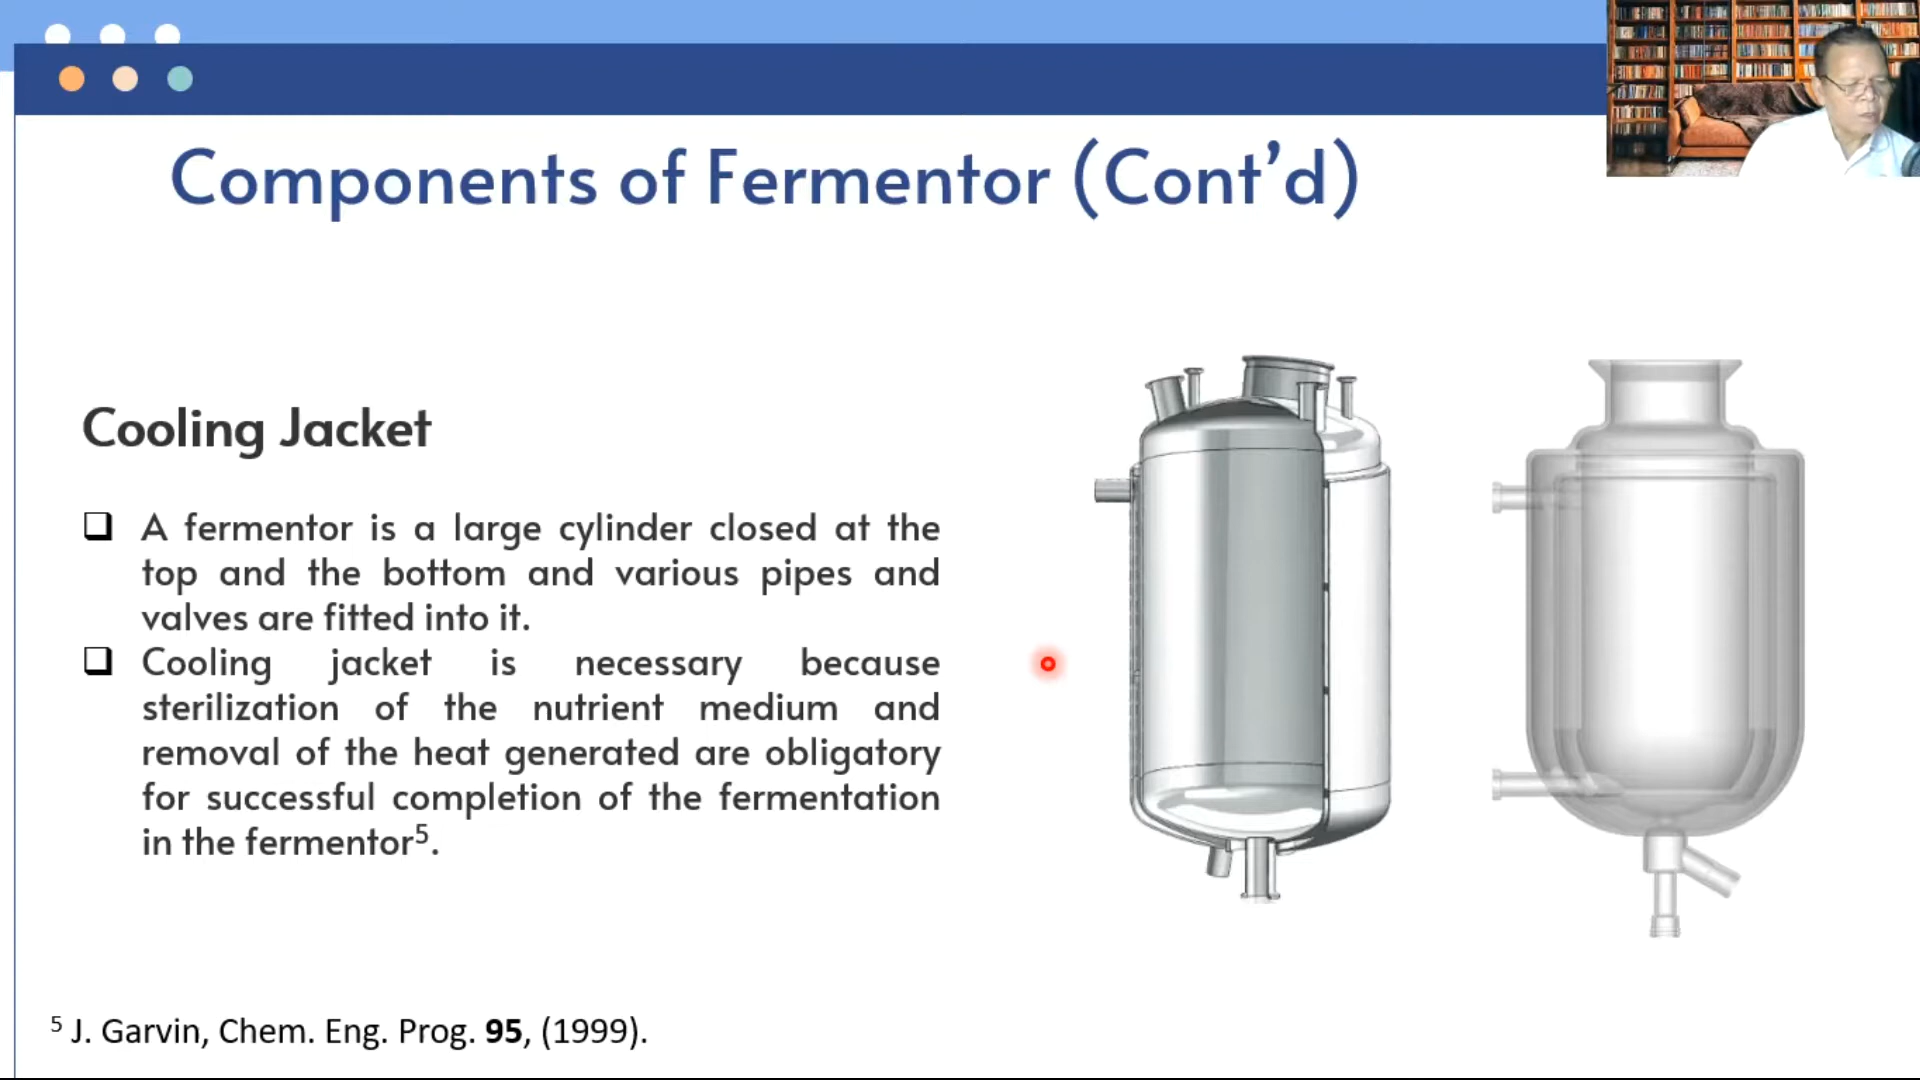 Components of Fermentor (Cont’d)
Cooling Jacket
❑ A fermentor is a large cylinder closed at the
top and the bottom and various pipes and
valves are fitted into it.
❑ Cooling jacket is necessary because
sterilization of the nutrient medium and
removal of the heat generated are obligatory
for successful completion of the fermentation
in the fermentor⁵.
⁵ J. Garvin, Chem. Eng. Prog. 95, (1999).